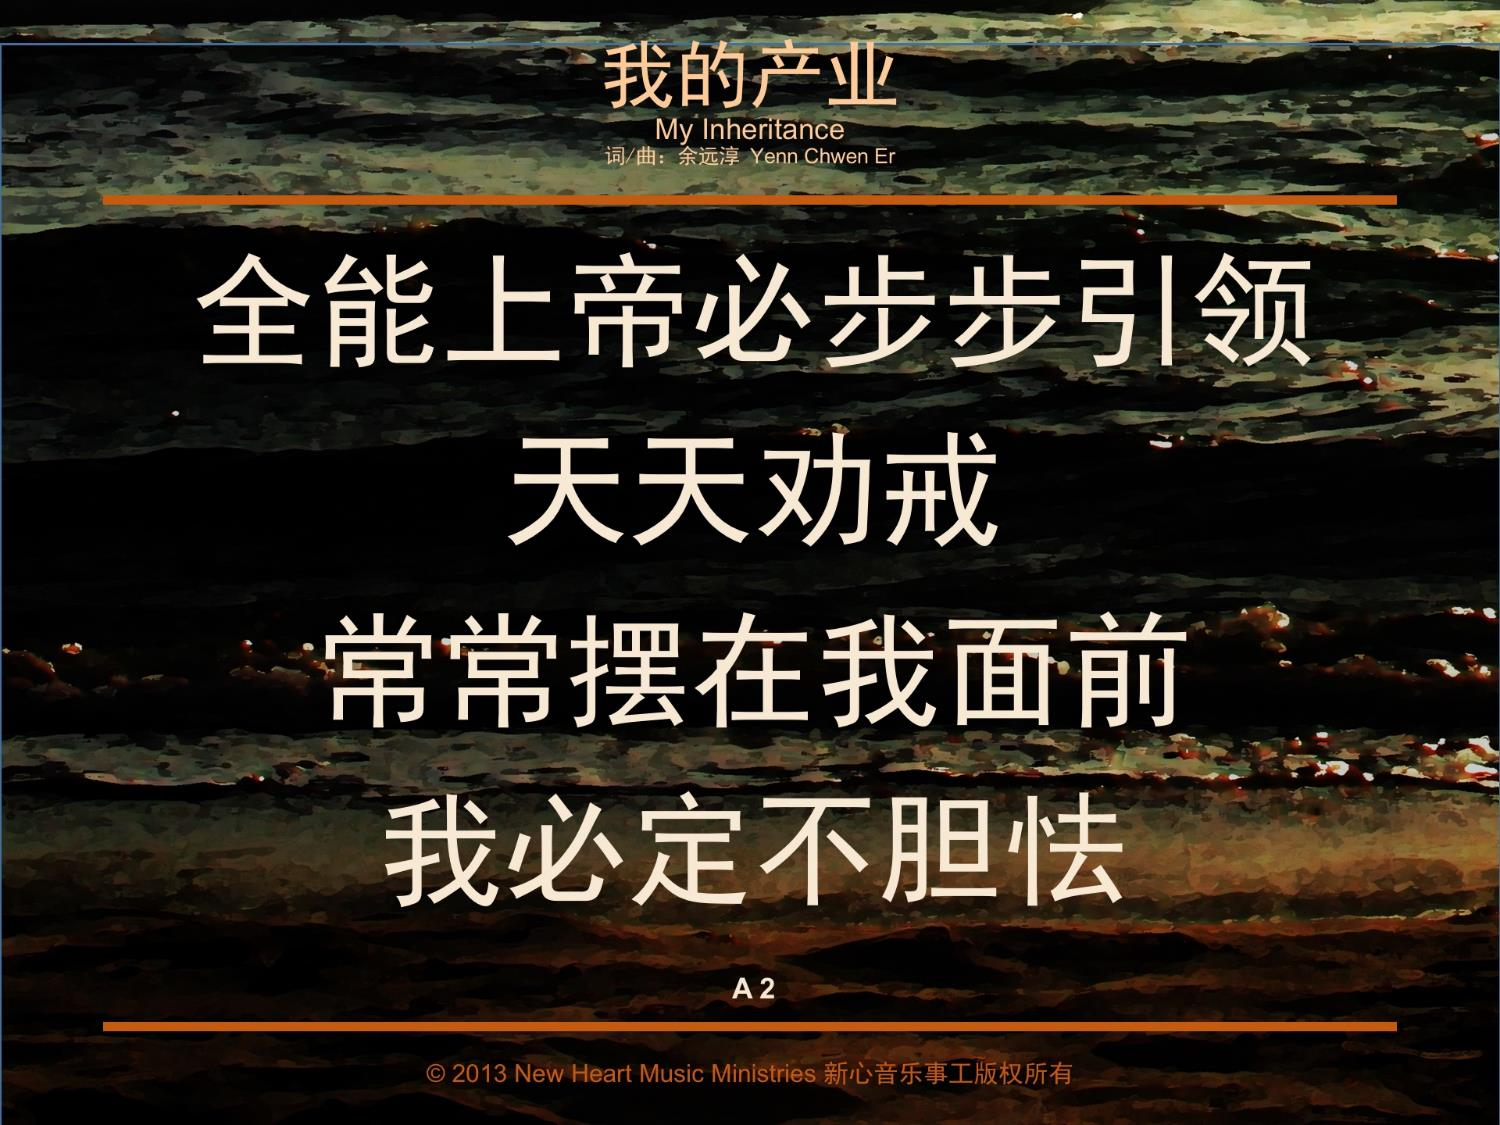 我的产业
My Inheritance
词/曲：余远淳 Yenn Chwen Er
全能上帝必步步引领
天天劝戒
常常摆在我面前
我必定不胆怯
A 2
© 2013 New Heart Music Ministries 新心音乐事工版权所有